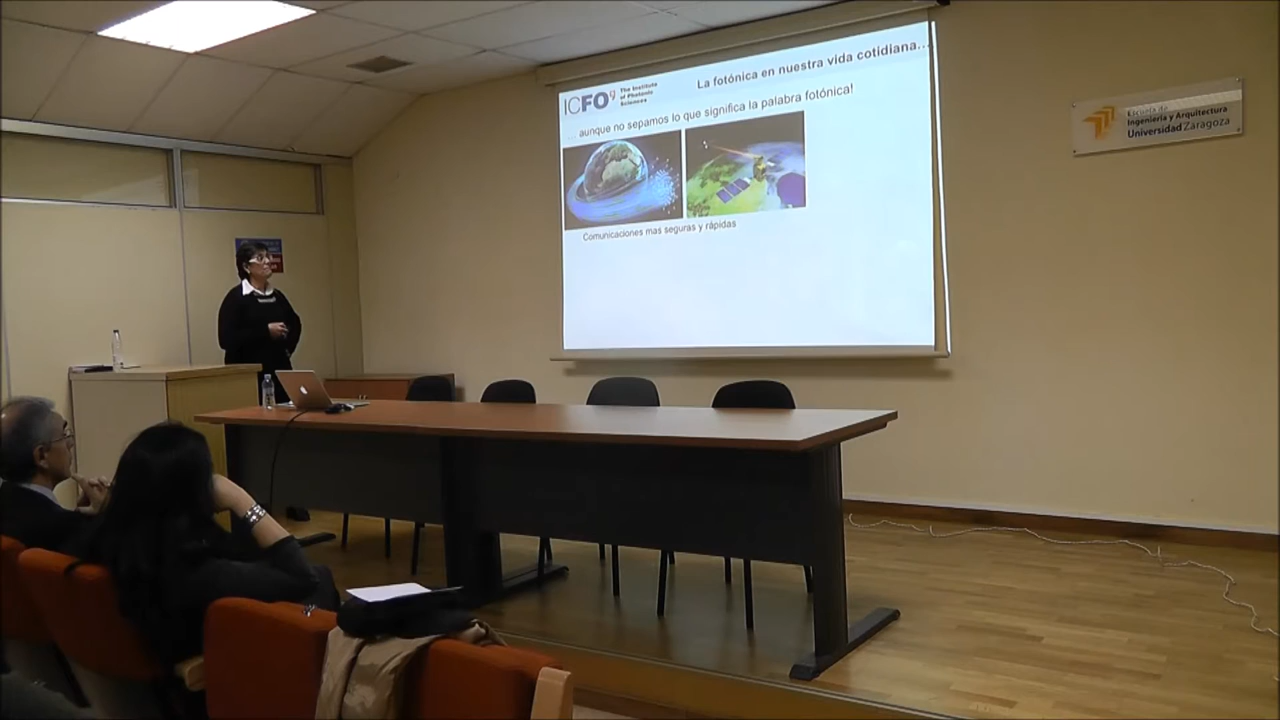 ICFO
The Institute
of Photonic
Sciences
La fotónica en nuestra vida cotidiana...
... aunque no sepamos lo que significa la palabra fotónica!
Comunicaciones mas seguras y rápidas
Escuela de
Ingeniería y Arquitectura
Universidad Zaragoza